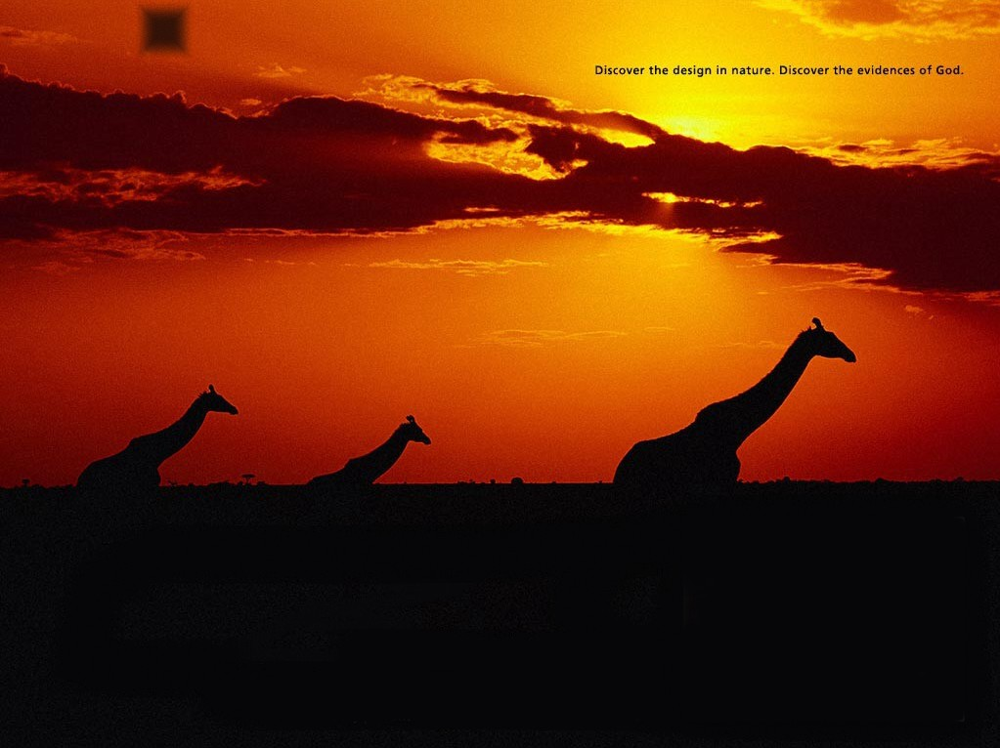 Discover the design in nature. Discover the evidences of God.